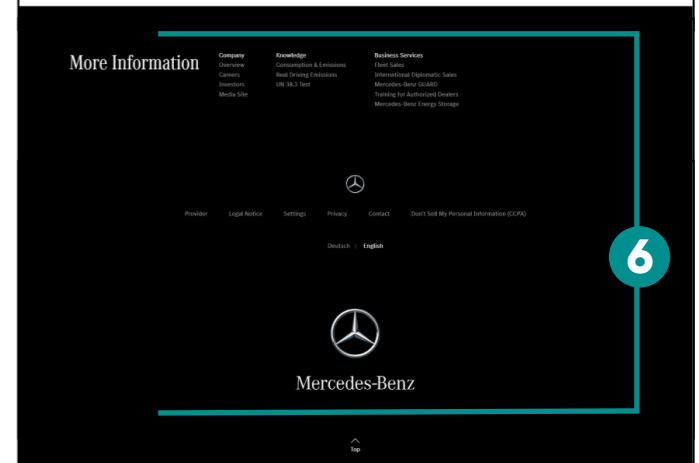 More Information
Company
Overview
Careers
Investors
Media Site
Knowledge
Consumption & Emissions
Real Driving Emissions
UN 38.3 Test
Business Services
Fleet Sales
International Diplomatic Sales
Mercedes-Benz GUARD
Training for Authorized Dealers
Mercedes-Benz Energy Storage
Provider Legal Notice Settings Privacy Contact Don't Sell My Personal Information (CCPA)
Deutsch | English
6
Mercedes-Benz
Top